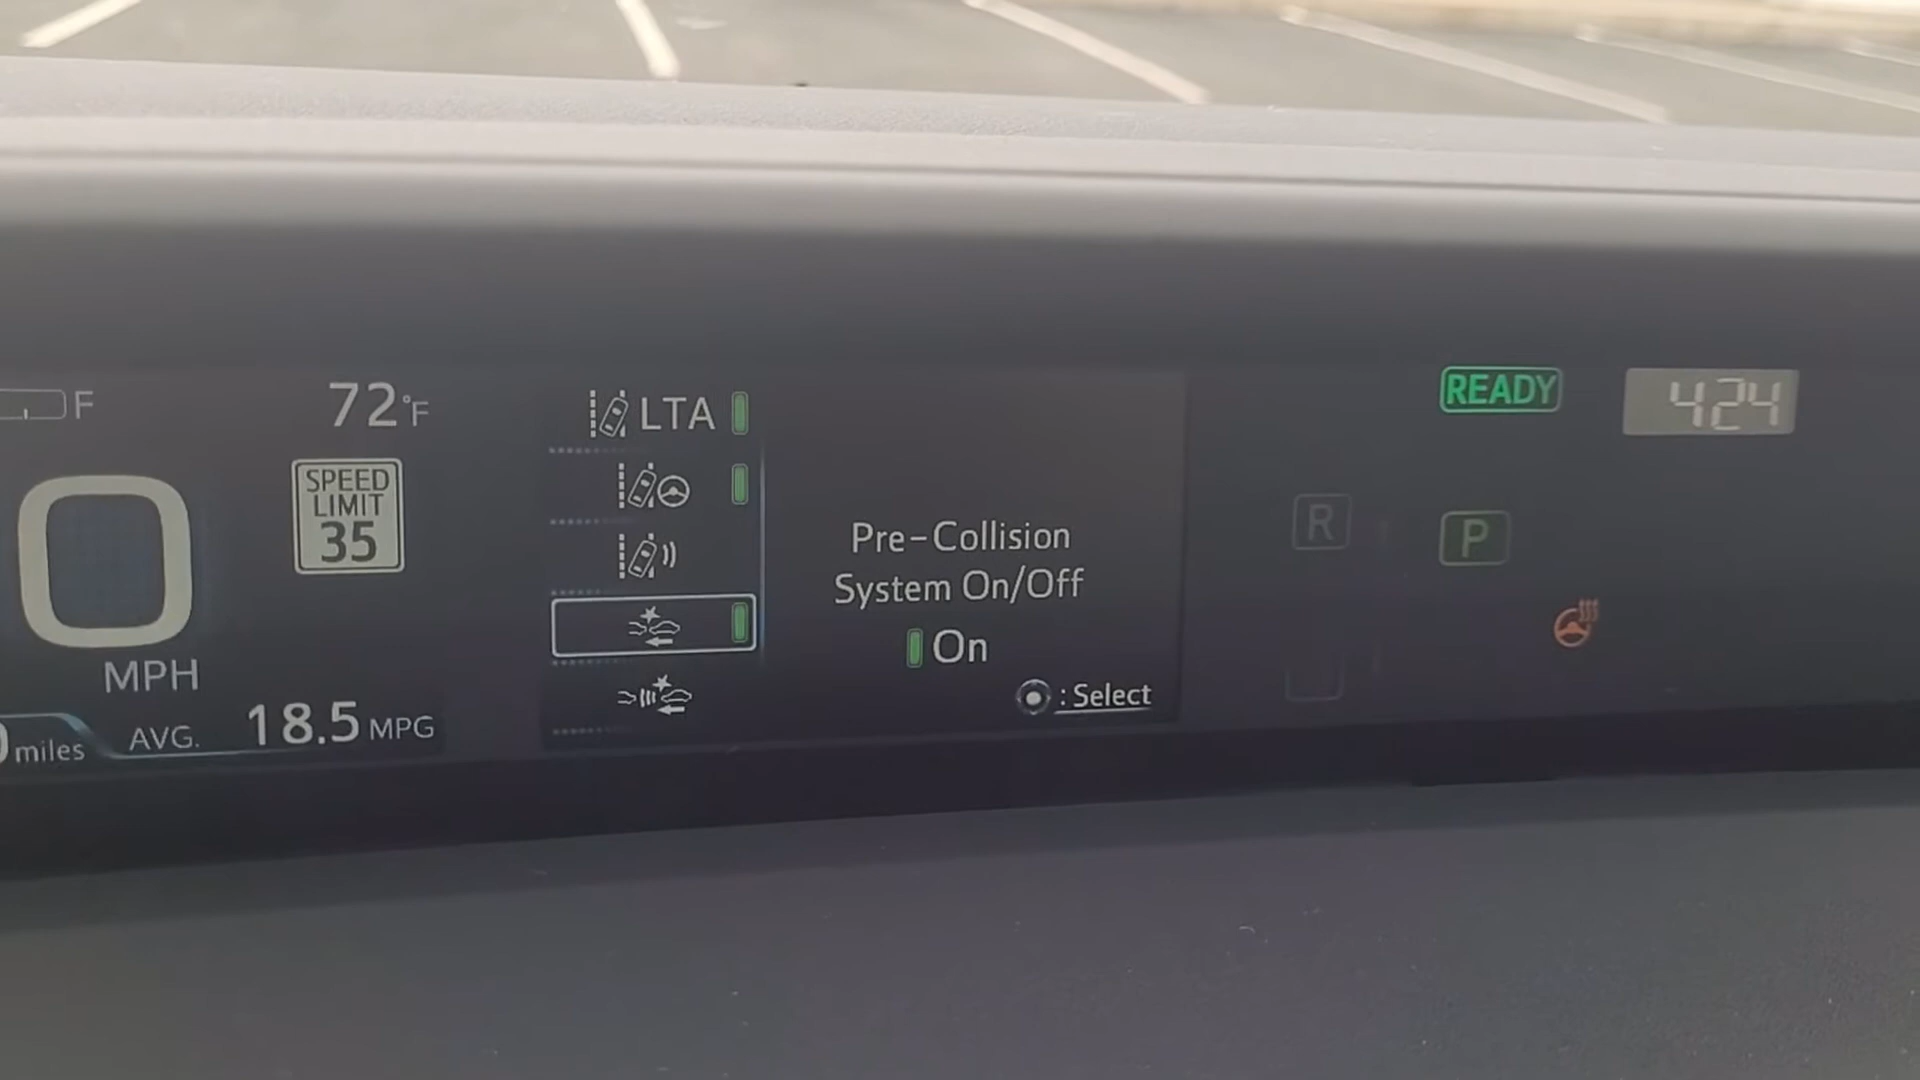 F
72°F
SPEED
LIMIT
35
0
MPH
miles
AVG. 18.5 MPG
LTA
Pre-Collision
System On/Off
On
: Select
READY
424
R
P